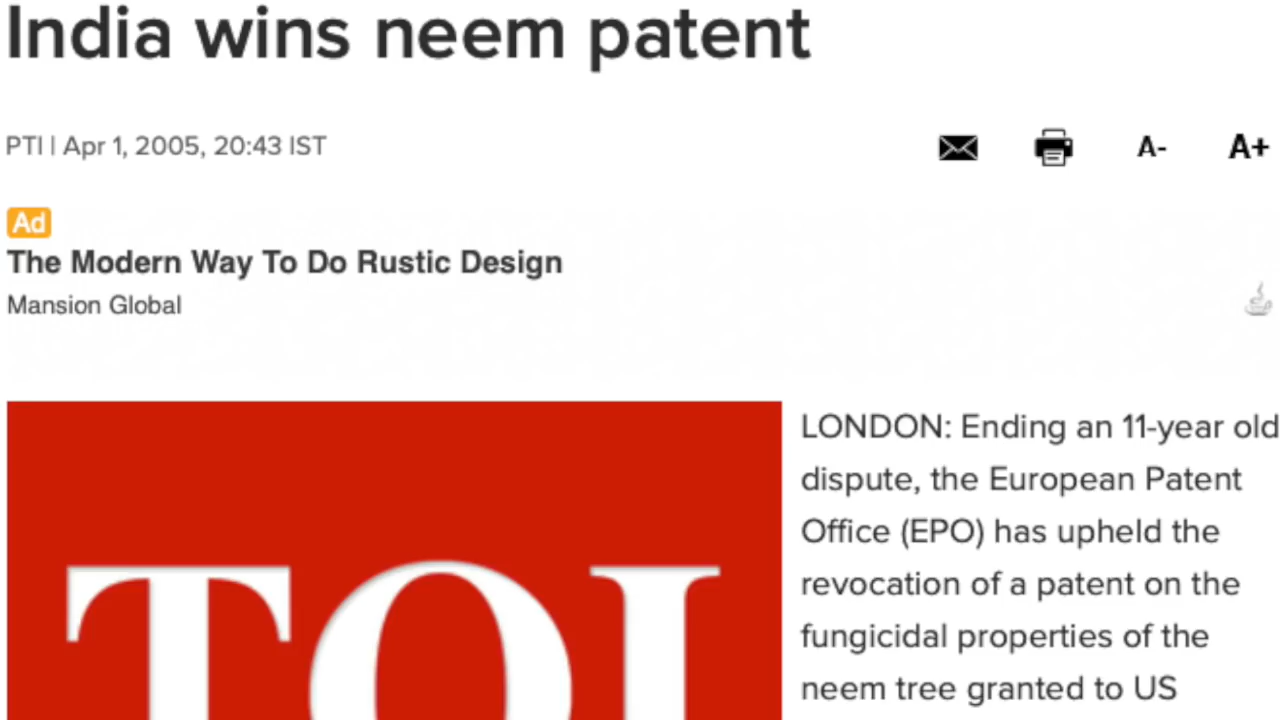 India wins neem patent
PTI | Apr 1, 2005, 20:43 IST
A-
A+
Ad
The Modern Way To Do Rustic Design
Mansion Global
TOI
LONDON: Ending an 11-year old
dispute, the European Patent
Office (EPO) has upheld the
revocation of a patent on the
fungicidal properties of the
neem tree granted to US